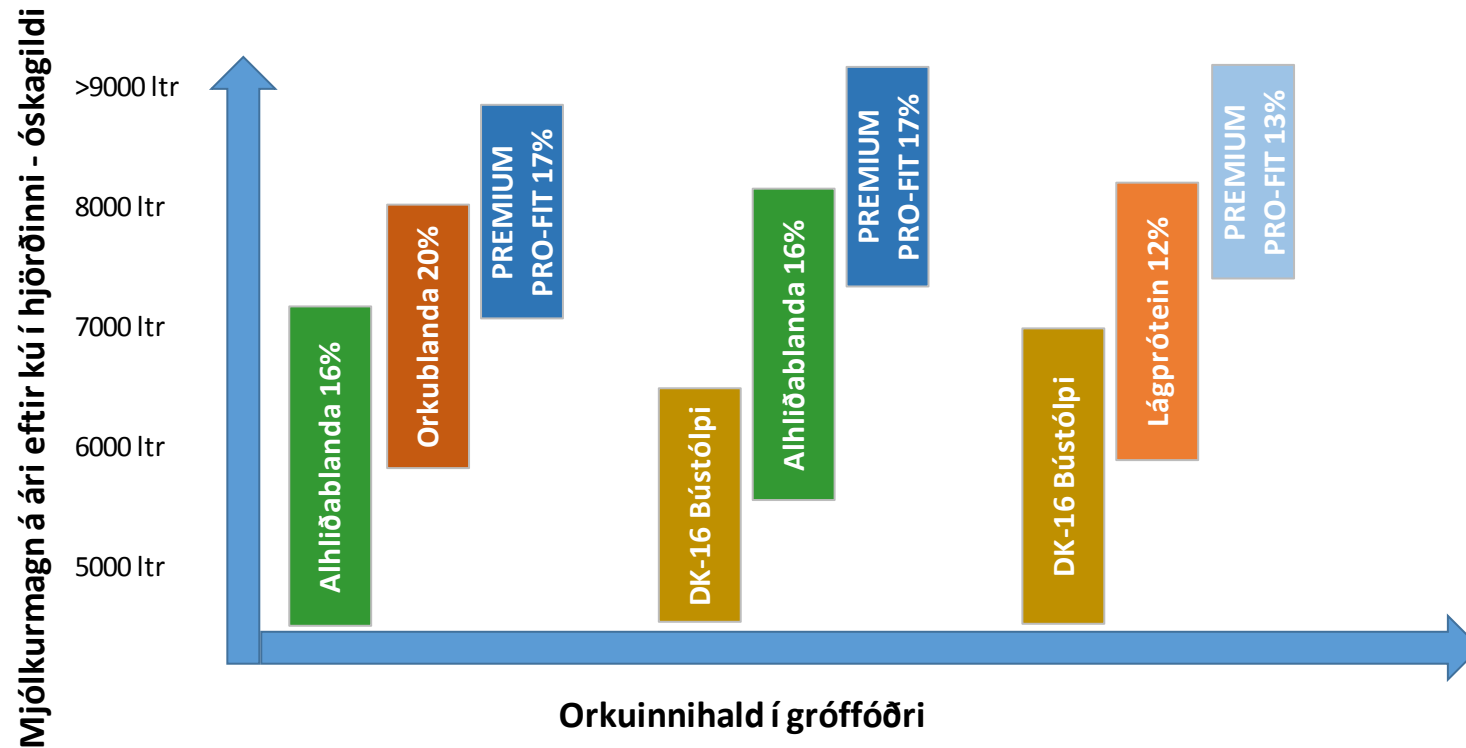 Mjólkurmagn á ári eftir kú í hjörðinni - óskagildi
>9000 ltr
8000 ltr
7000 ltr
6000 ltr
5000 ltr
Alhliðablanda 16%
Orkublanda 20%
PREMIUM
PRO-FIT 17%
DK-16 Bústólpi
Alhliðablanda 16%
PREMIUM
PRO-FIT 17%
DK-16 Bústólpi
Lágprótein 12%
PREMIUM
PRO-FIT 13%
Orkuinnihald í gróffóðri